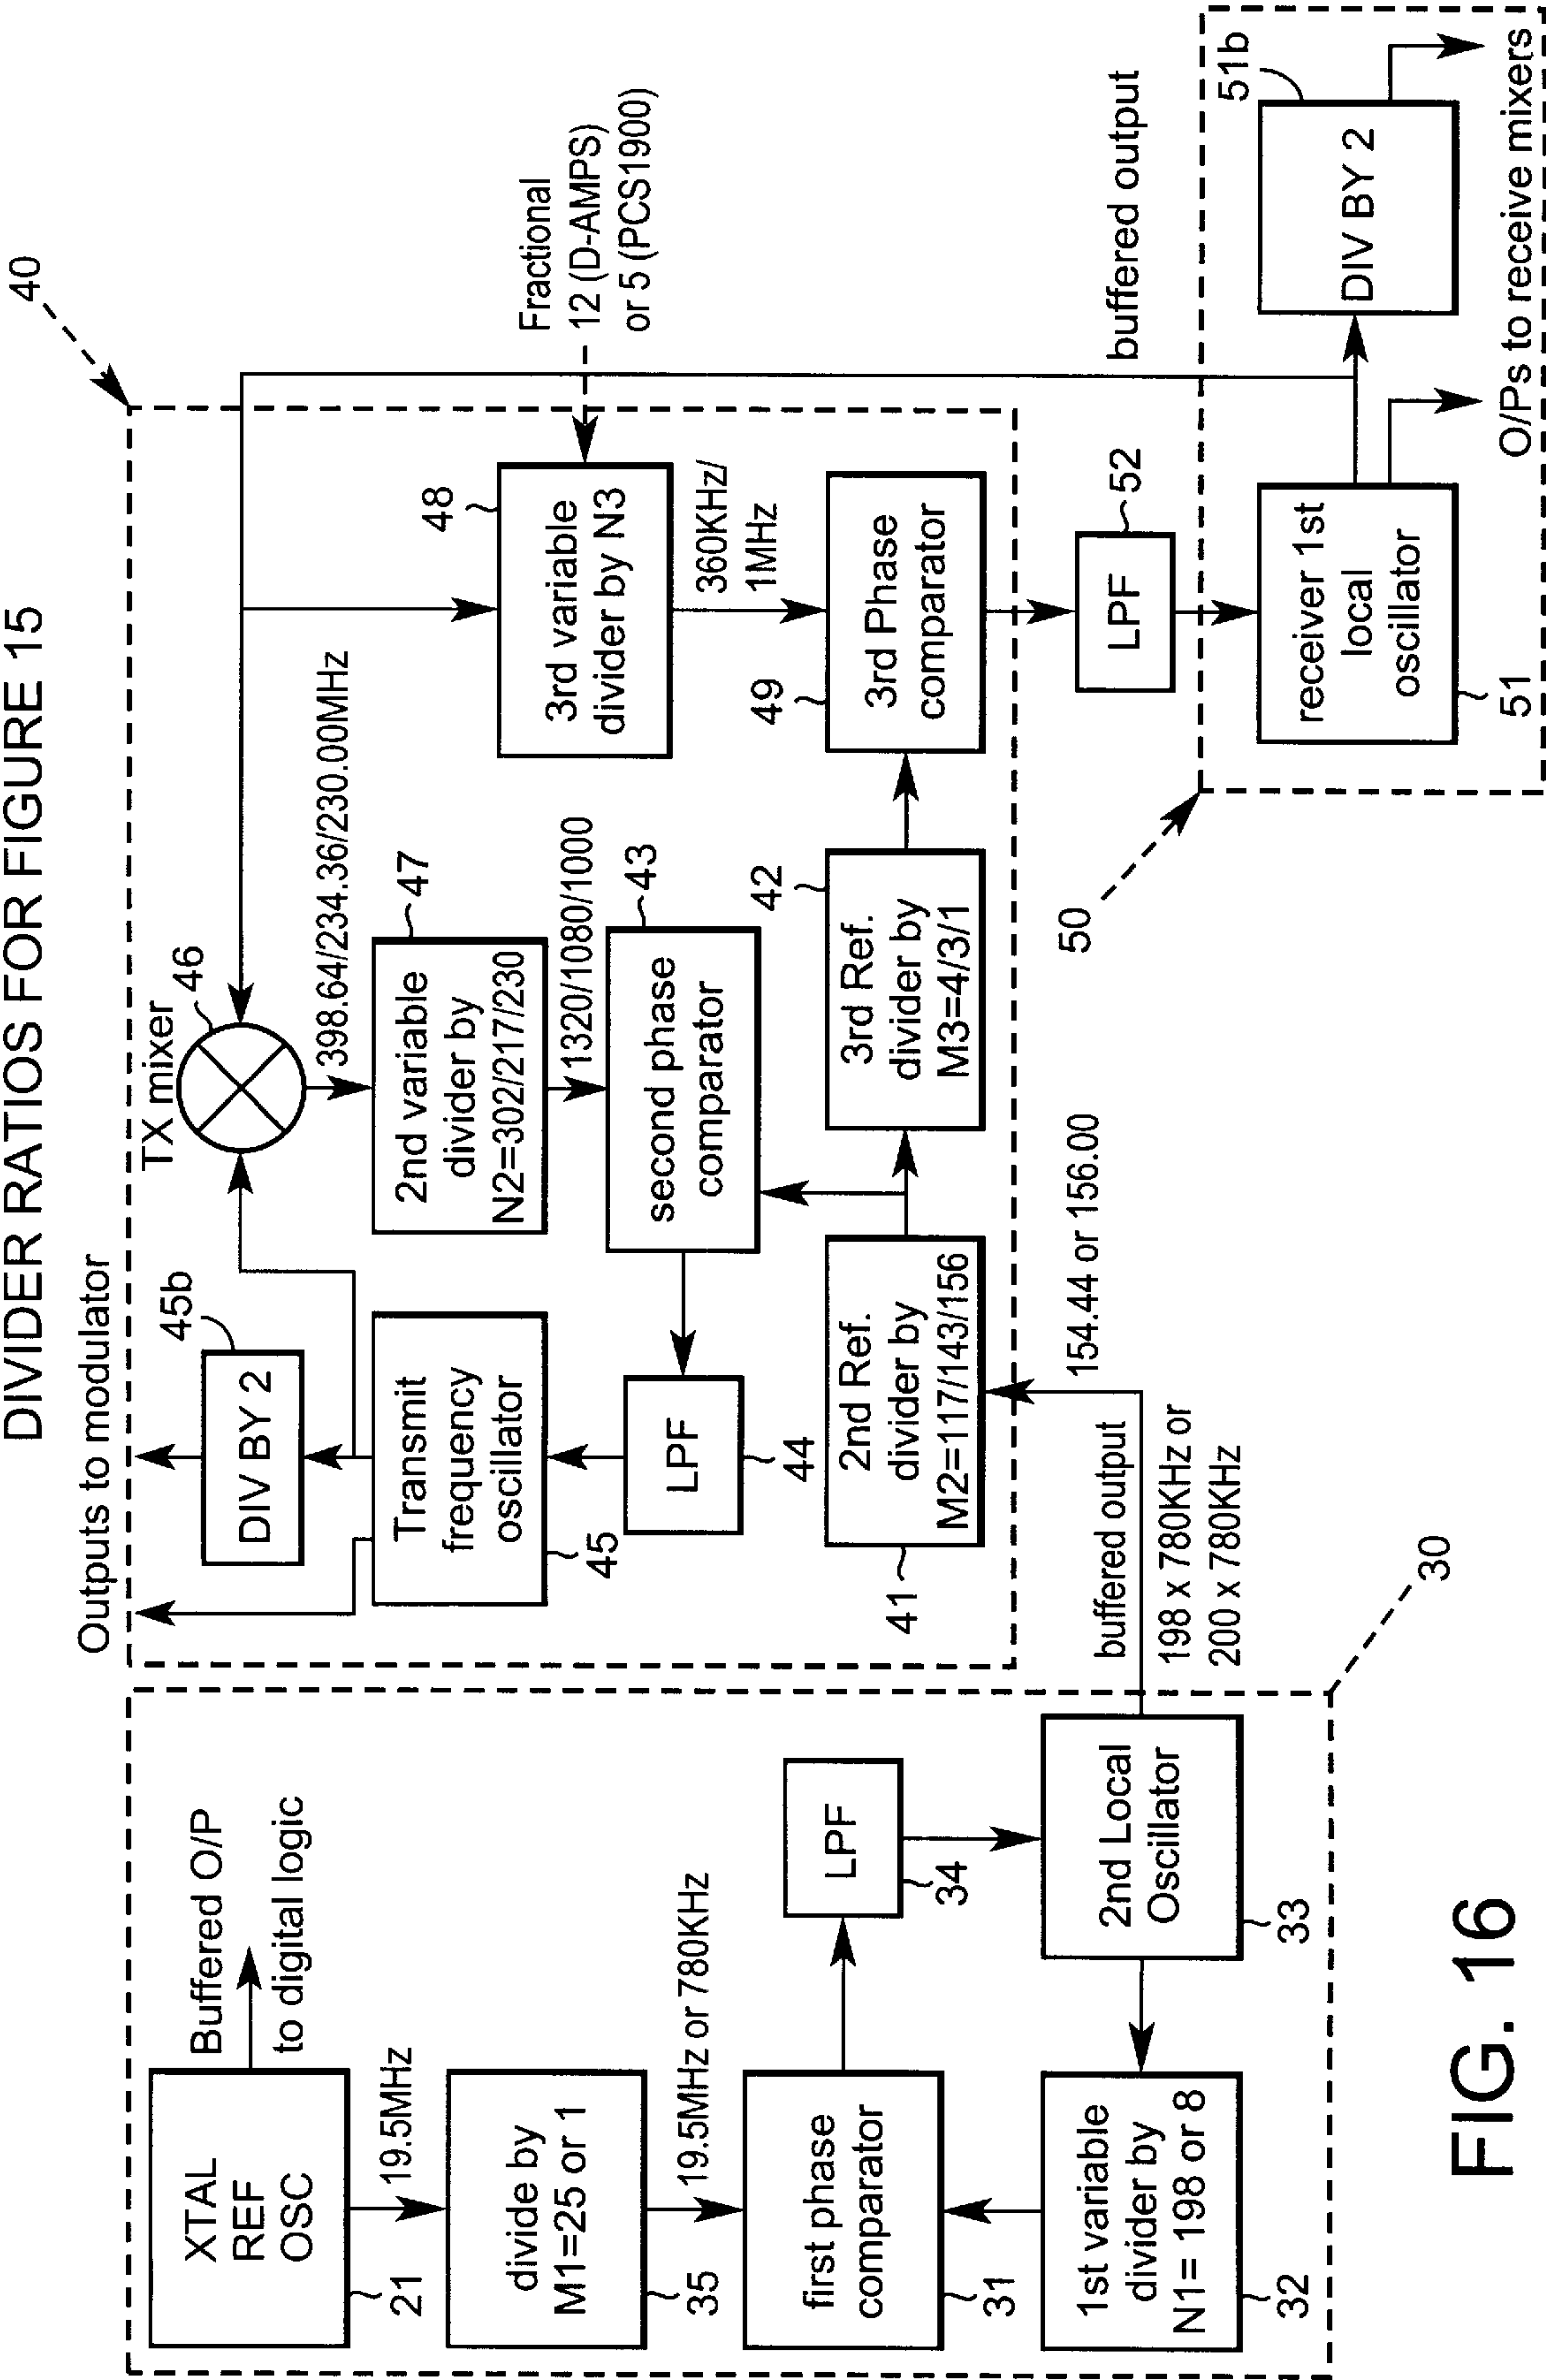 DIVIDER RATIOS FOR FIGURE 15
XTAL
REF
OSC
21
Buffered O/P
to digital logic
19.5MHz
divide by
M1=25 or 1
35
19.5MHz or 780KHz
first phase
comparator
31
1st variable
divider by
N1= 198 or 8
32
LPF
34
2nd Local
Oscillator
33
30
buffered output
198 x 780KHz or
200 x 780KHz
154.44 or 156.00
Outputs to modulator
40
DIV BY 2
45b
Transmit
frequency
oscillator
45
LPF
44
2nd Ref.
divider by
M2=117/143/156
41
TX mixer
46
398.64/234.36/230.00MHz
2nd variable
divider by
N2=302/217/230
47
1320/1080/1000
second phase
comparator
43
3rd Ref.
divider by
M3=4/3/1
42
3rd variable
divider by N3
48
Fractional
12 (D-AMPS)
or 5 (PCS1900)
360KHz/
1MHz
3rd Phase
comparator
49
LPF
52
buffered output
50
receiver 1st
local
oscillator
51
DIV BY 2
51b
O/Ps to receive mixers
FIG. 16